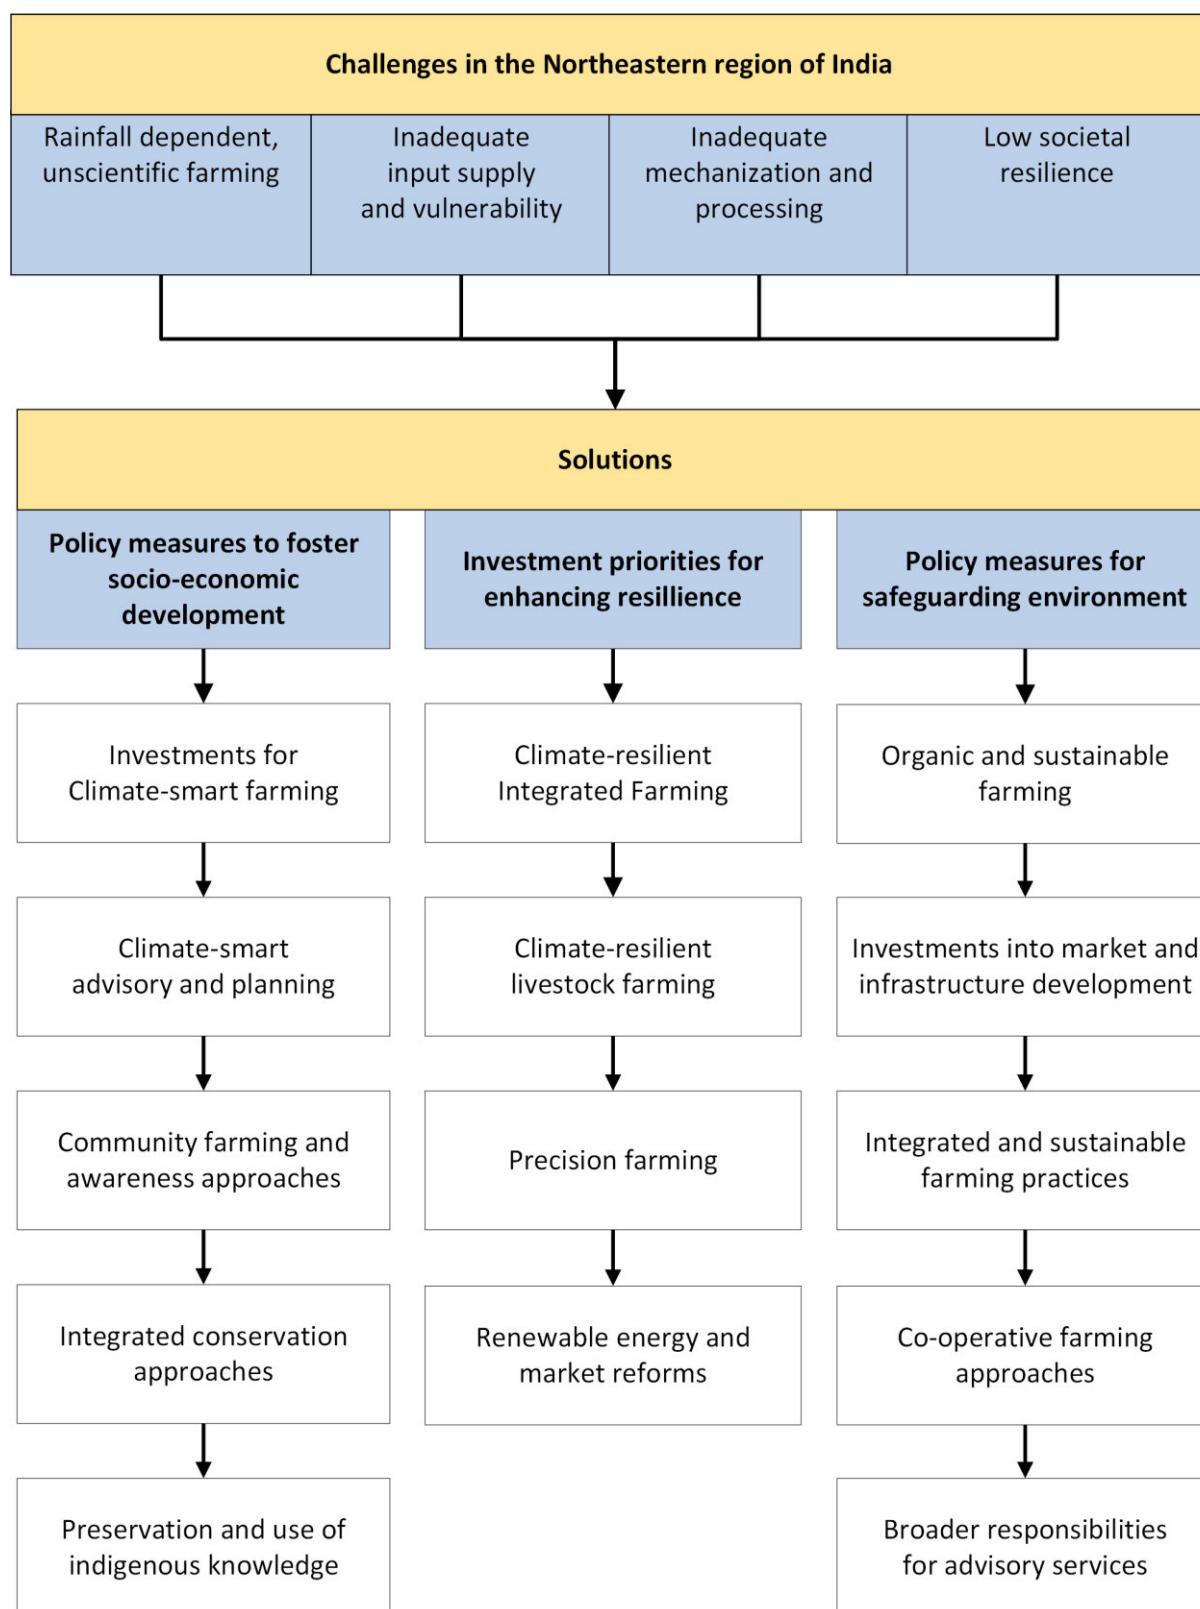 Challenges in the Northeastern region of India
Rainfall dependent,
unscientific farming
Inadequate
input supply
and vulnerability
Inadequate
mechanization and
processing
Low societal
resilience
Solutions
Policy measures to foster
socio-economic
development
Investments for
Climate-smart farming
Climate-smart
advisory and planning
Community farming and
awareness approaches
Integrated conservation
approaches
Preservation and use of
indigenous knowledge
Investment priorities for
enhancing resillience
Climate-resilient
Integrated Farming
Climate-resilient
livestock farming
Precision farming
Renewable energy and
market reforms
Policy measures for
safeguarding environment
Organic and sustainable
farming
Investments into market and
infrastructure development
Integrated and sustainable
farming practices
Co-operative farming
approaches
Broader responsibilities
for advisory services